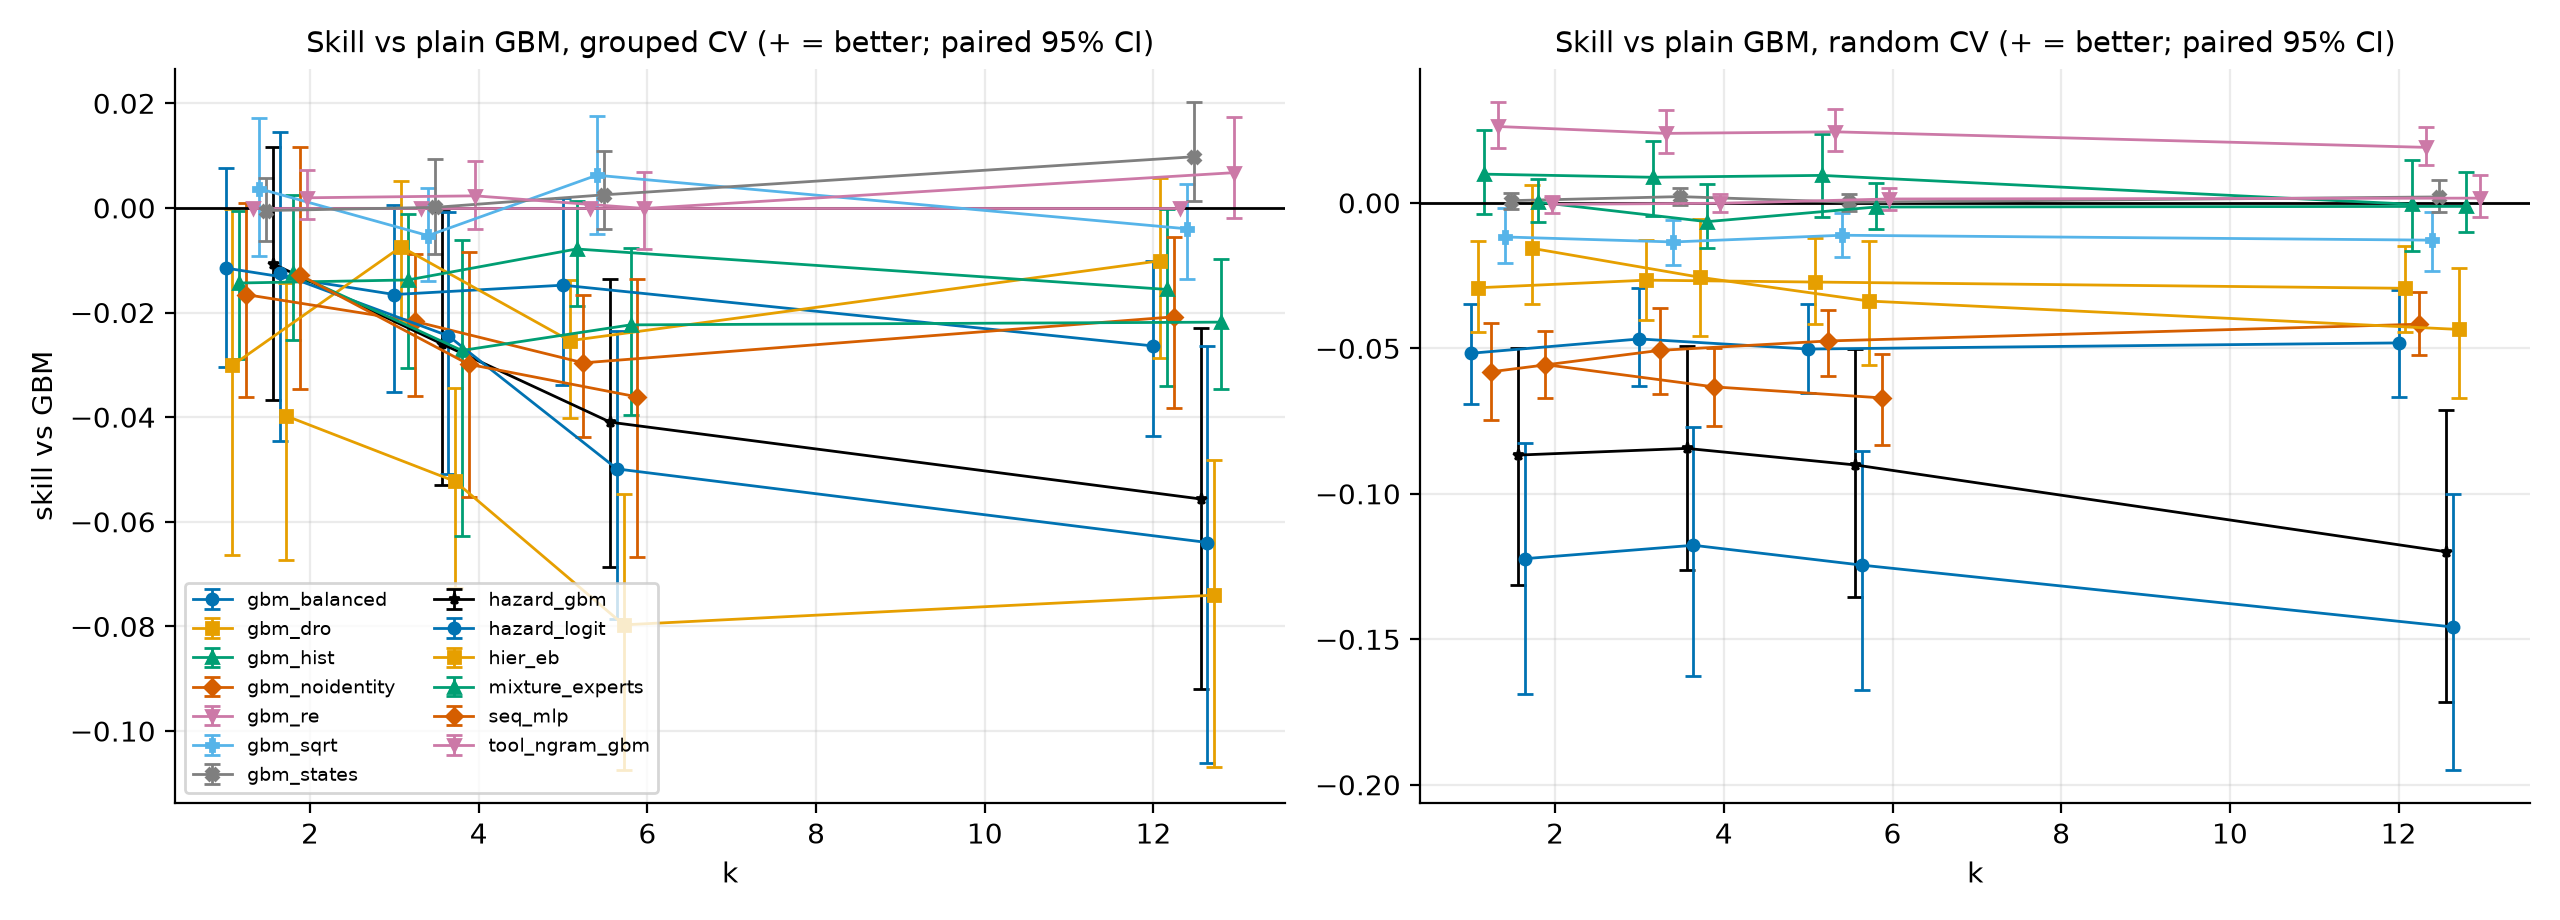 Skill vs plain GBM, grouped CV (+ = better; paired 95% CI)
skill vs GBM
0.02
0.00
−0.02
−0.04
−0.06
−0.08
−0.10
gbm_balanced
gbm_dro
gbm_hist
gbm_noidentity
gbm_re
gbm_sqrt
gbm_states
hazard_gbm
hazard_logit
hier_eb
mixture_experts
seq_mlp
tool_ngram_gbm
2 4 6 8 10 12
k
Skill vs plain GBM, random CV (+ = better; paired 95% CI)
0.00
−0.05
−0.10
−0.15
−0.20
2 4 6 8 10 12
k